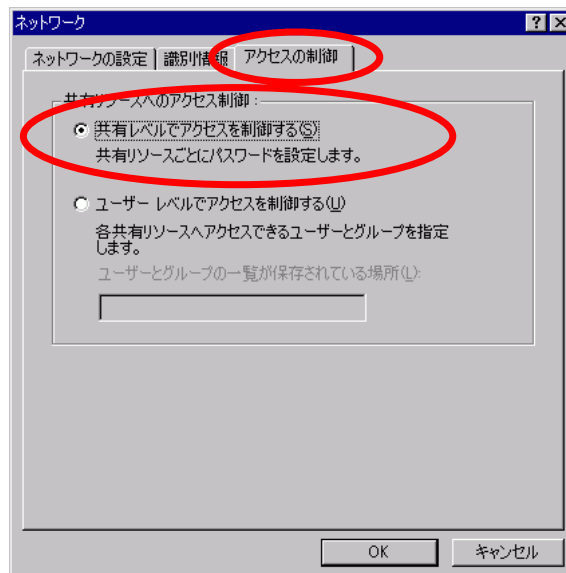 ネットワーク
ネットワークの設定 識別情報 アクセスの制御
共有リソースへのアクセス制御:
共有レベルでアクセスを制御する(S)
共有リソースごとにパスワードを設定します。
ユーザー レベルでアクセスを制御する(U)
各共有リソースへアクセスできるユーザーとグループを指定
します。
ユーザーとグループの一覧が保存されている場所(L):
OK キャンセル